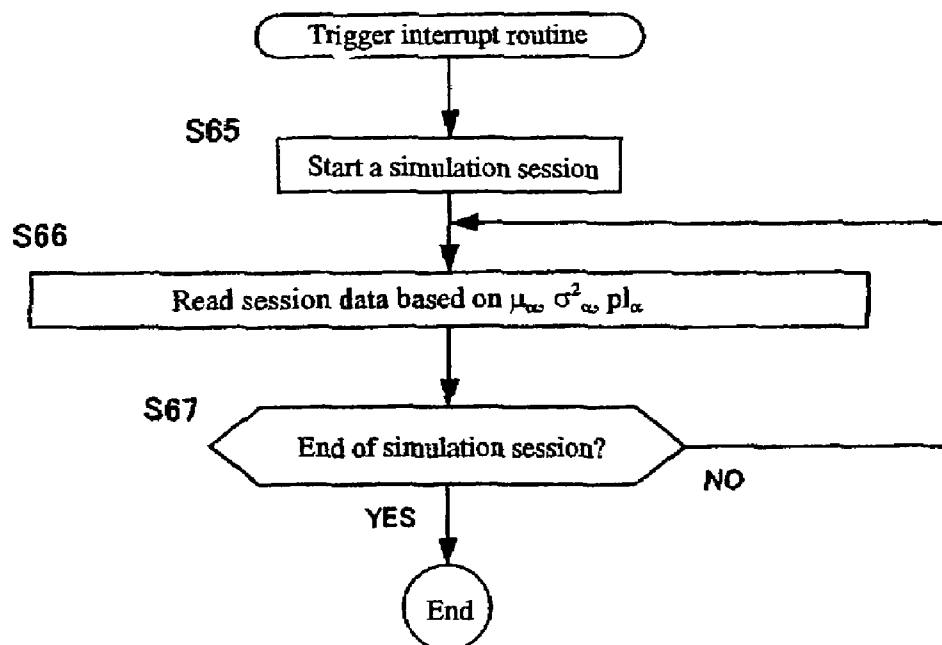 Trigger interrupt routine
S65
Start a simulation session
S66
Read session data based on μα, σ²α, plα
S67
End of simulation session?
NO
YES
End